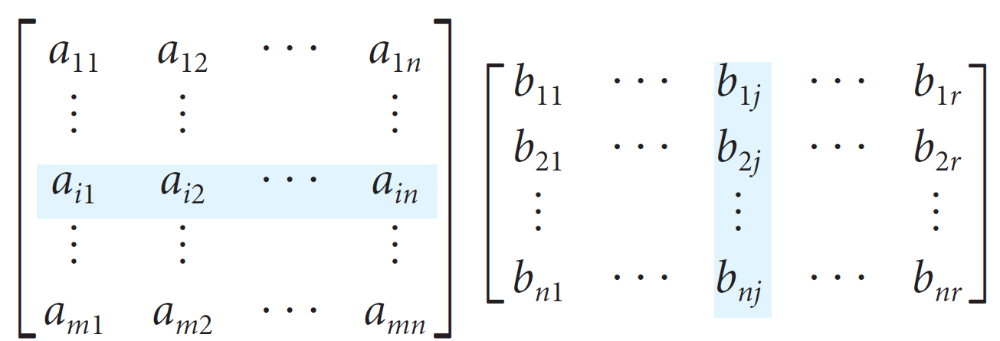 [ a₁₁ a₁₂ ⋯ a₁ₙ ] [ b₁₁ ⋯ b₁ⱼ ⋯ b₁ᵣ ]
⋮ ⋮ ⋮ b₂₁ ⋯ b₂ⱼ ⋯ b₂ᵣ
aᵢ₁ aᵢ₂ ⋯ aᵢₙ ⋮ ⋮ ⋮
⋮ ⋮ ⋮ bₙ₁ ⋯ bₙⱼ ⋯ bₙᵣ
aₘ₁ aₘ₂ ⋯ aₘₙ